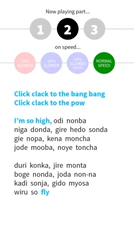 Now playing part...
1 2 3
on speed...
NORMAL SPEED
Click clack to the bang bang
Click clack to the pow
I'm so high, odi nonba
niga donda, gire hedo sonda
gie nopa, kena moncha
jode mooba, noye toncha
duri konka, jire monta
boge nonda, joda non-na
kadi sonja, gido myosa
wiru so fly